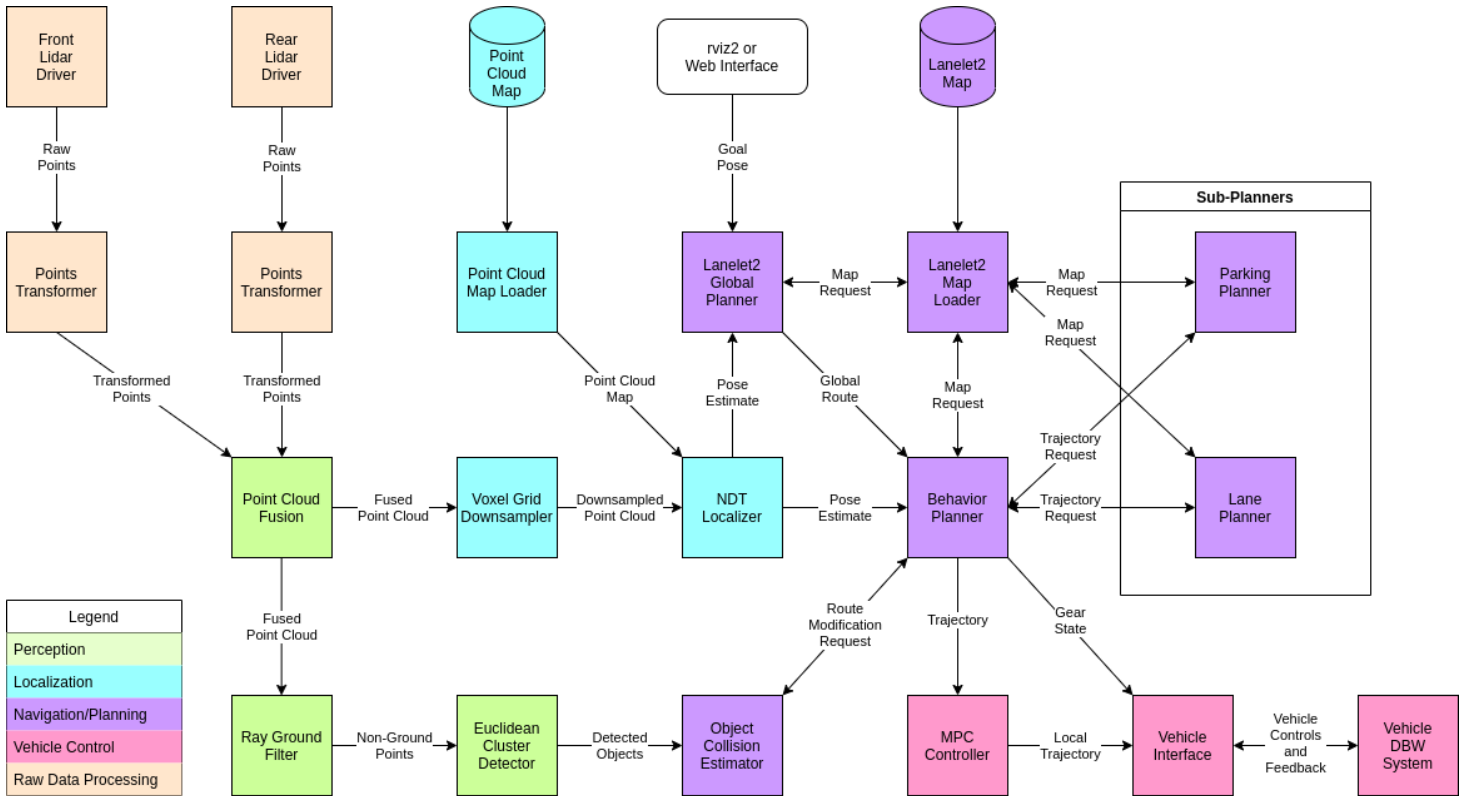 Front
Lidar
Driver
Rear
Lidar
Driver
Point
Cloud
Map
rviz2 or
Web Interface
Lanelet2
Map
Raw
Points
Raw
Points
Goal
Pose
Sub-Planners
Points
Transformer
Points
Transformer
Point Cloud
Map Loader
Lanelet2
Global
Planner
Map
Request
Lanelet2
Map
Loader
Map
Request
Parking
Planner
Map
Request
Transformed
Points
Transformed
Points
Point Cloud
Map
Pose
Estimate
Global
Route
Map
Request
Trajectory
Request
Point Cloud
Fusion
Fused
Point Cloud
Voxel Grid
Downsampler
Downsampled
Point Cloud
NDT
Localizer
Pose
Estimate
Behavior
Planner
Trajectory
Request
Lane
Planner
Fused
Point Cloud
Route
Modification
Request
Trajectory
Gear
State
Legend
Perception
Localization
Navigation/Planning
Vehicle Control
Raw Data Processing
Ray Ground
Filter
Non-Ground
Points
Euclidean
Cluster
Detector
Detected
Objects
Object
Collision
Estimator
MPC
Controller
Local
Trajectory
Vehicle
Interface
Vehicle
Controls
and
Feedback
Vehicle
DBW
System